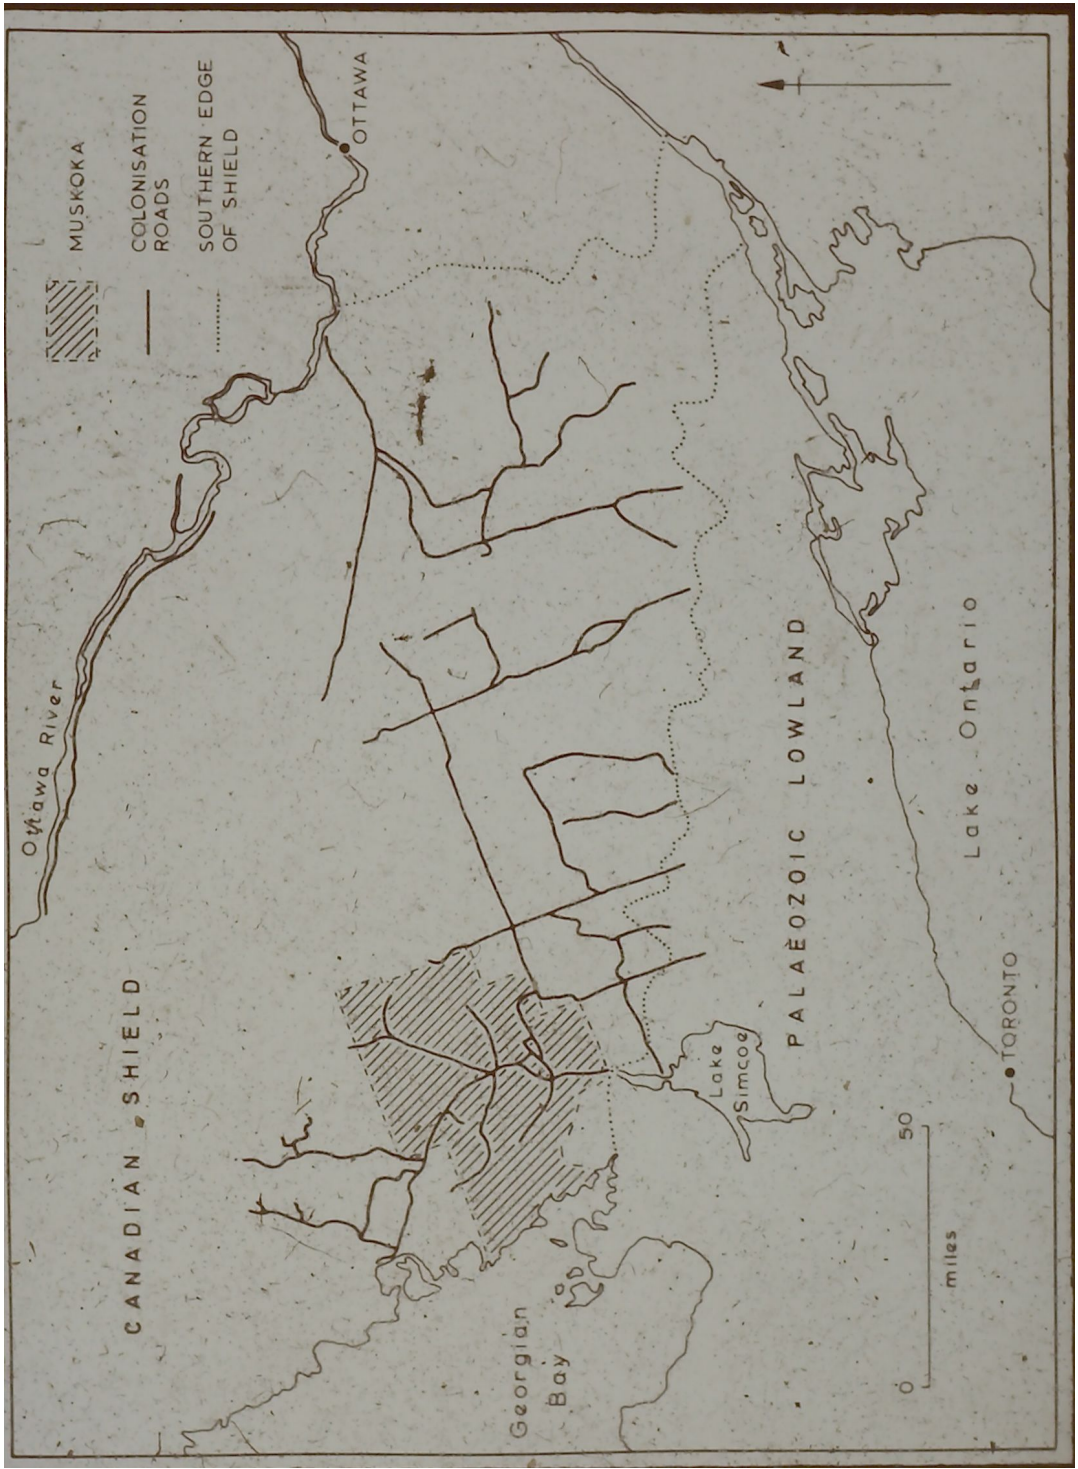 MUSKOKA
COLONISATION
ROADS
SOUTHERN EDGE
OF SHIELD
Ottawa River
OTTAWA
CANADIAN SHIELD
PALAEOZOIC LOWLAND
Georgian
Bay
Lake
Simcoe
TORONTO
Lake Ontario
0 50
miles